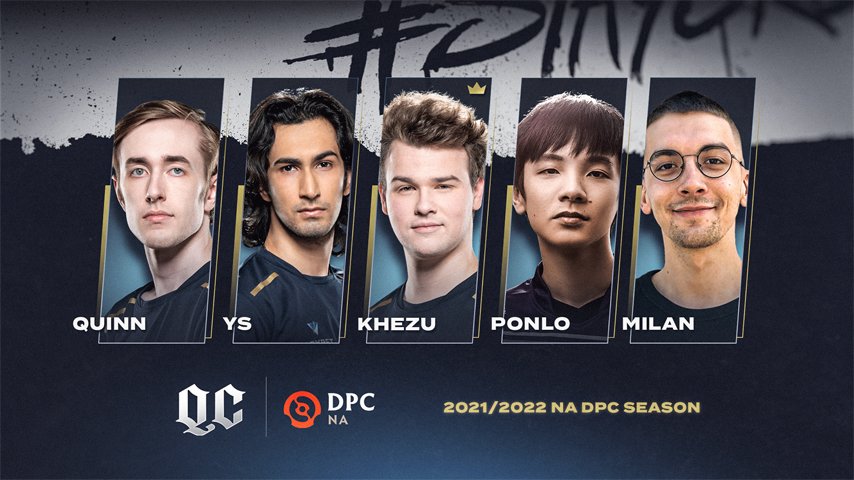 QUINN
YS
KHEZU
PONLO
MILAN
QC
DPC
NA
2021/2022 NA DPC SEASON